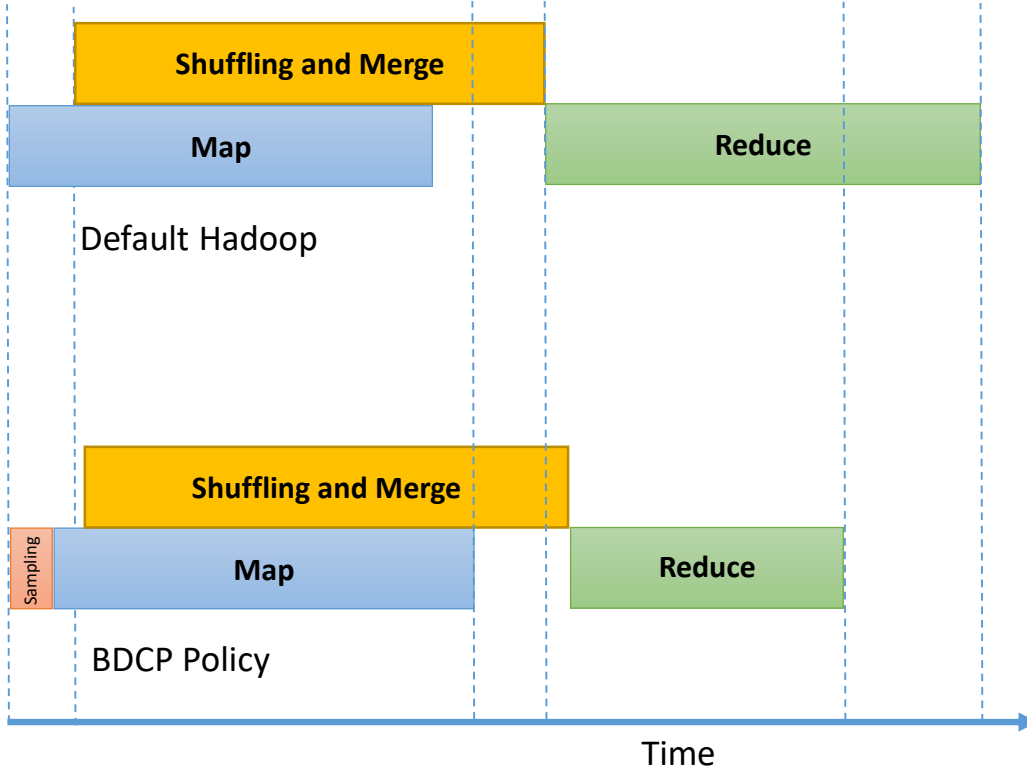 Shuffling and Merge
Map
Reduce
Default Hadoop
Shuffling and Merge
Sampling
Map
Reduce
BDCP Policy
Time